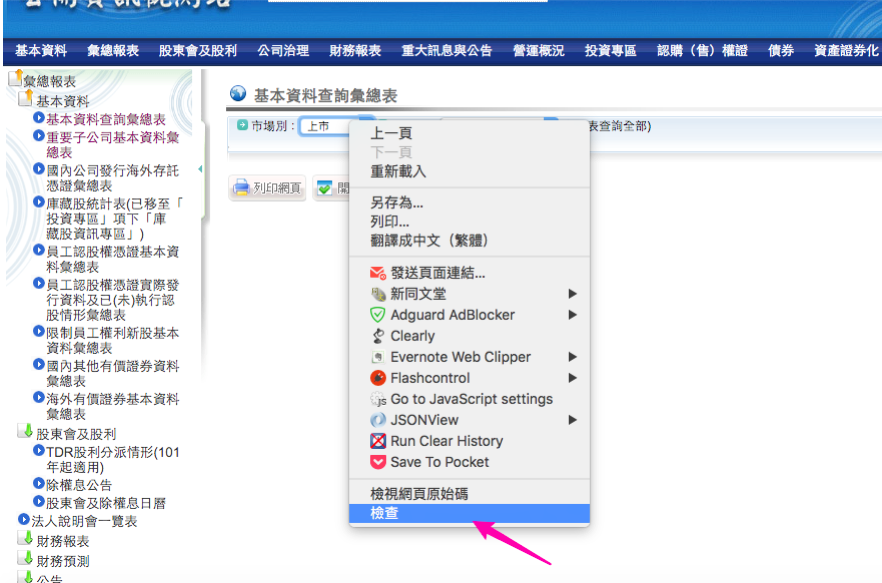 基本資料 彙總報表 股東會及股利 公司治理 財務報表 重大訊息與公告 營運概況 投資專區 認購（售）權證 債券 資產證券化
彙總報表
基本資料
基本資料查詢彙總表
重要子公司基本資料彙
總表
國內公司發行海外存託
憑證彙總表
庫藏股統計表(已移至「
投資專區」項下「庫
藏股資訊專區」)
員工認股權憑證基本資
料彙總表
員工認股權憑證實際發
行資料及已(未)執行認
股情形彙總表
限制員工權利新股基本
資料彙總表
國內其他有價證券資料
彙總表
海外有價證券基本資料
彙總表
股東會及股利
TDR股利分派情形(101
年起適用)
除權息公告
股東會及除權息日曆
法人說明會一覽表
財務報表
財務預測
公告
基本資料查詢彙總表
市場別：上市
表查詢全部)
列印網頁
開
上一頁
下一頁
重新載入
另存為...
列印...
翻譯成中文（繁體）
發送頁面連結...
新同文堂
Adguard AdBlocker
Clearly
Evernote Web Clipper
Flashcontrol
Go to JavaScript settings
JSONView
Run Clear History
Save To Pocket
檢視網頁原始碼
檢查